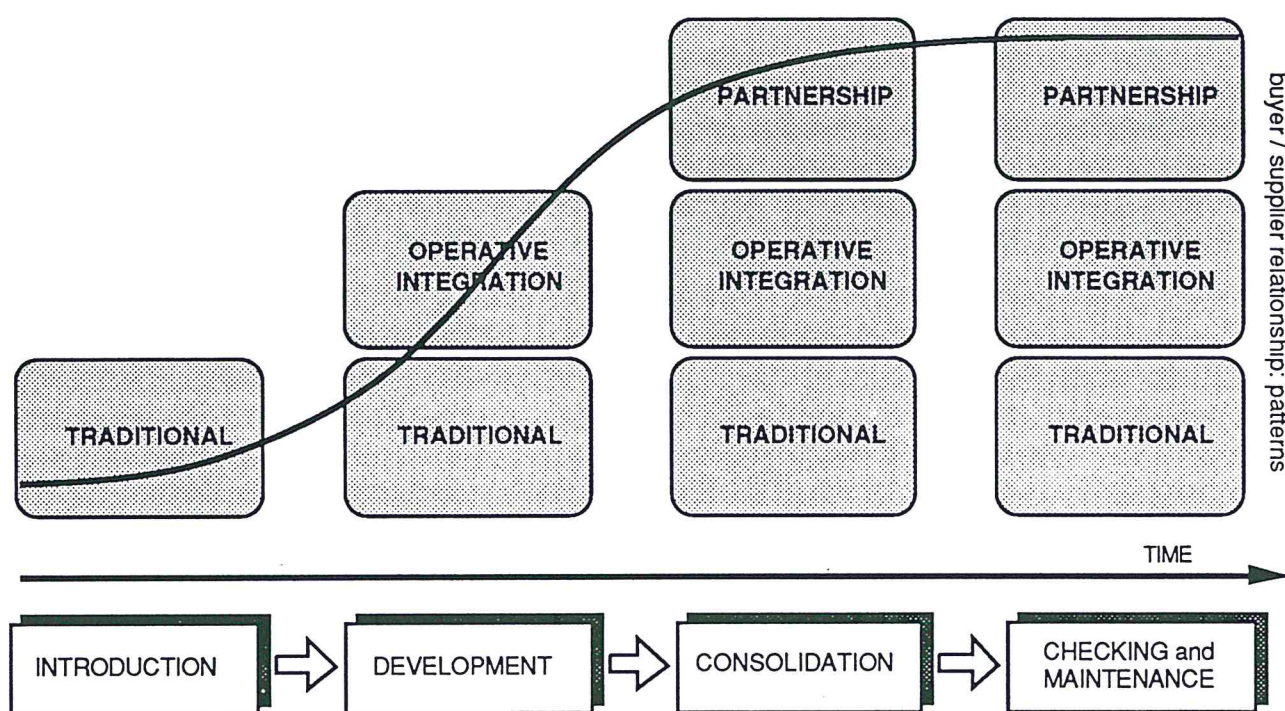 PARTNERSHIP
PARTNERSHIP
OPERATIVE
INTEGRATION
OPERATIVE
INTEGRATION
OPERATIVE
INTEGRATION
TRADITIONAL
TRADITIONAL
TRADITIONAL
TRADITIONAL
buyer / supplier relationship: patterns
TIME
INTRODUCTION
DEVELOPMENT
CONSOLIDATION
CHECKING and
MAINTENANCE